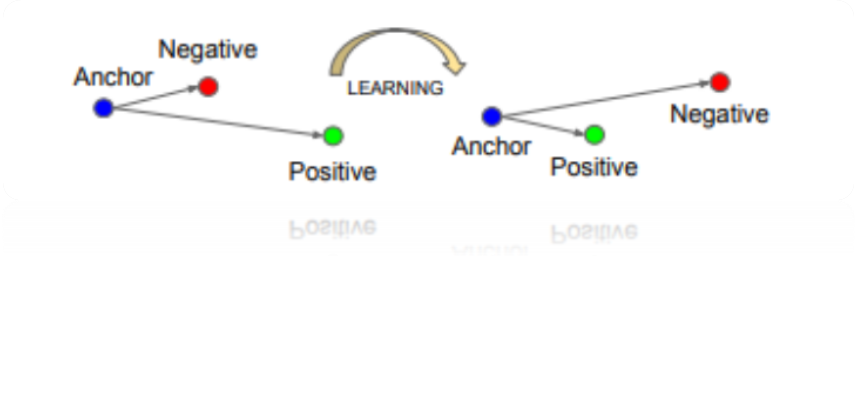 Negative
Anchor
LEARNING
Positive
Negative
Anchor
Positive